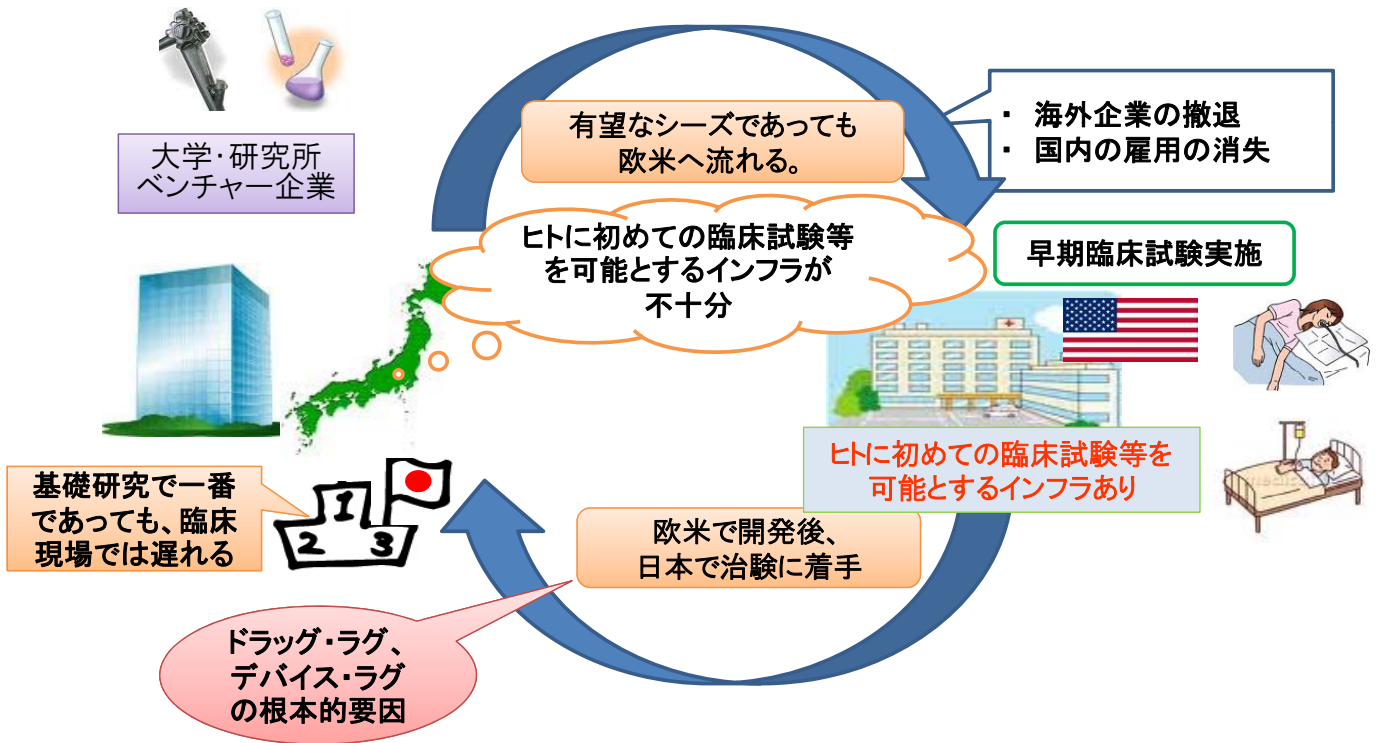 大学・研究所
ベンチャー企業
有望なシーズであっても
欧米へ流れる。
・ 海外企業の撤退
・ 国内の雇用の消失
ヒトに初めての臨床試験等
を可能とするインフラが
不十分
早期臨床試験実施
ヒトに初めての臨床試験等を
可能とするインフラあり
基礎研究で一番
であっても、臨床
現場では遅れる
1
2 3
欧米で開発後、
日本で治験に着手
ドラッグ・ラグ、
デバイス・ラグ
の根本的要因